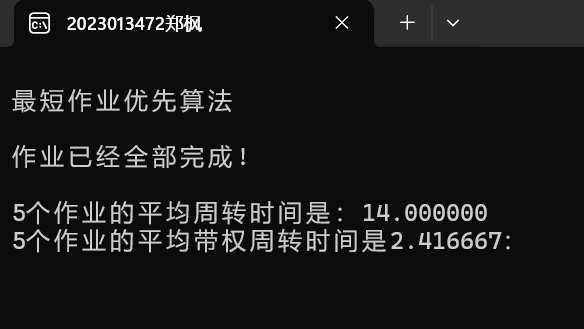 2023013472郑枫
最短作业优先算法
作业已经全部完成！
5个作业的平均周转时间是：14.000000
5个作业的平均带权周转时间是2.416667：